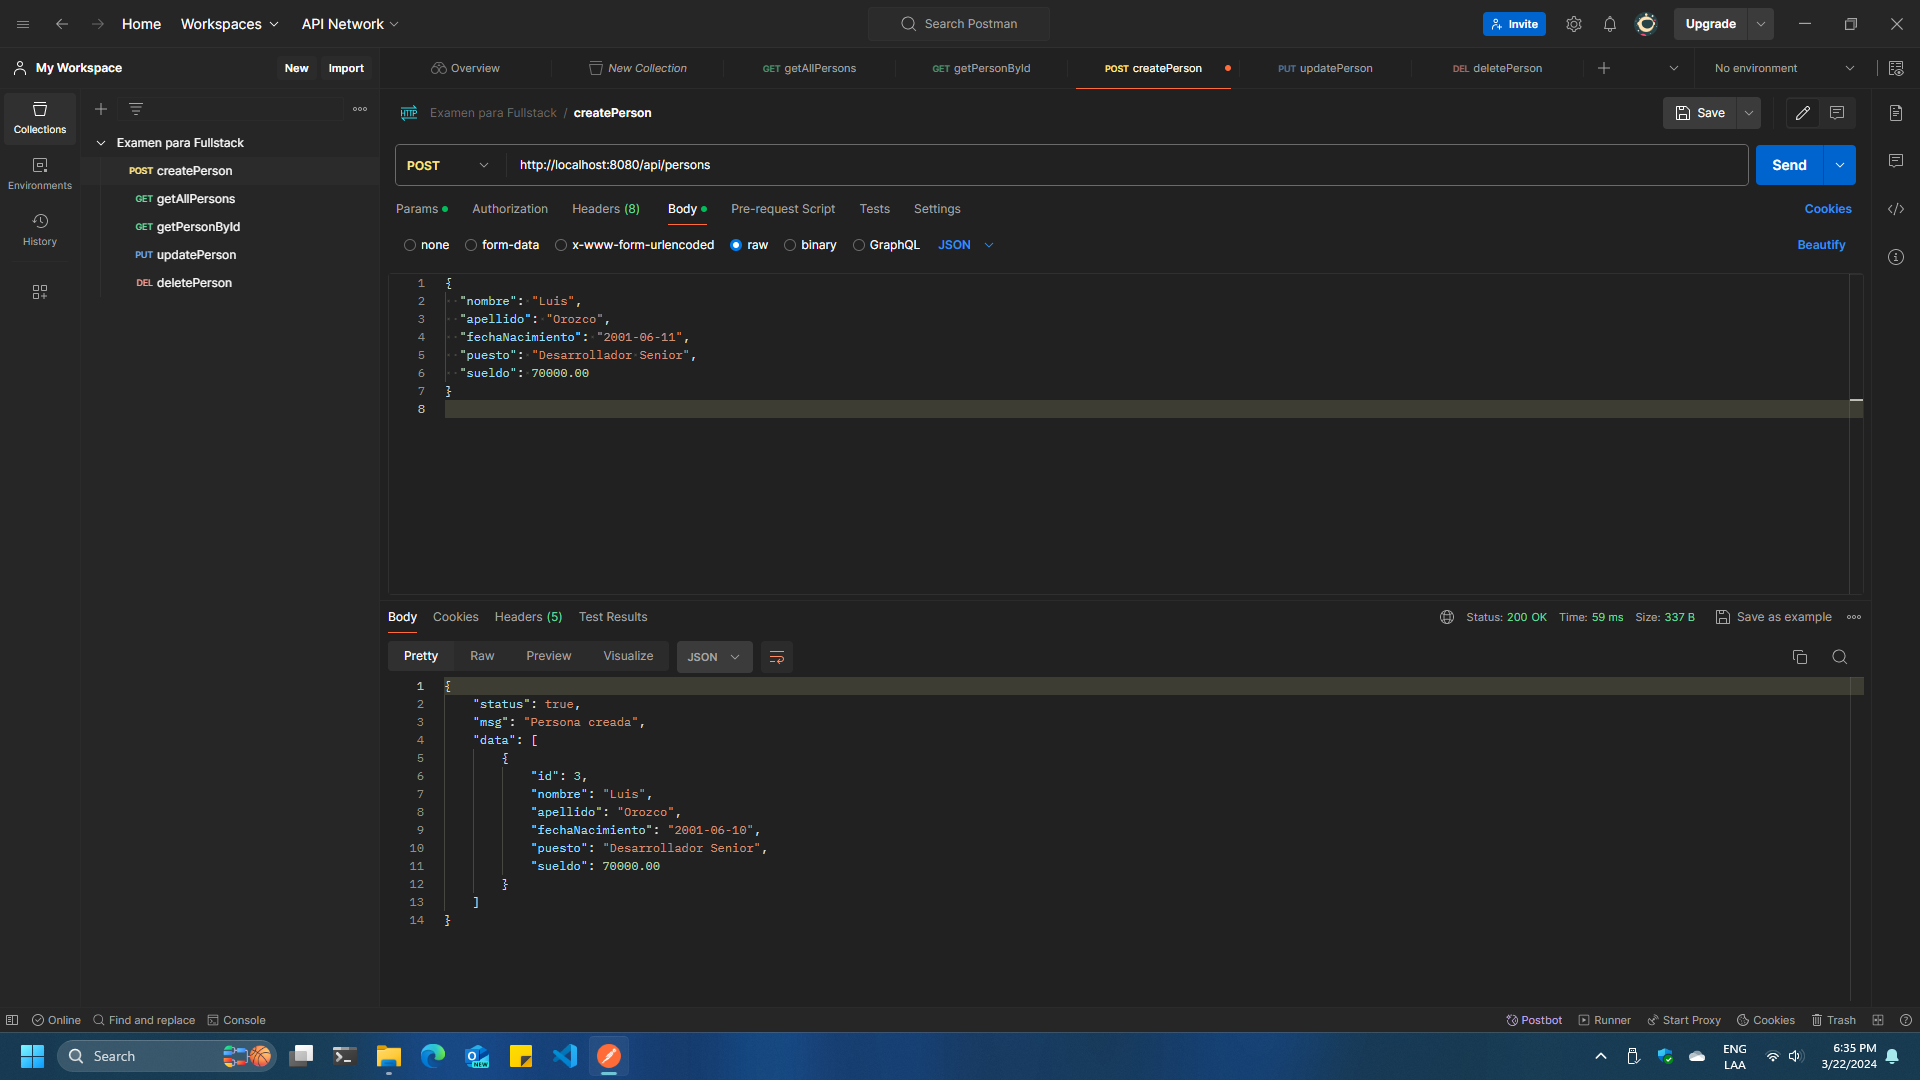 Home Workspaces API Network Search Postman Invite Upgrade
My Workspace New Import Overview New Collection GET getAllPersons GET getPersonById POST createPerson PUT updatePerson DEL deletePerson No environment
Collections
Environments
History
Examen para Fullstack
POST createPerson
GET getAllPersons
GET getPersonById
PUT updatePerson
DEL deletePerson
HTTP Examen para Fullstack / createPerson Save
POST http://localhost:8080/api/persons Send
Params Authorization Headers (8) Body Pre-request Script Tests Settings Cookies
none form-data x-www-form-urlencoded raw binary GraphQL JSON Beautify
1 {
2 "nombre": "Luis",
3 "apellido": "Orozco",
4 "fechaNacimiento": "2001-06-11",
5 "puesto": "Desarrollador Senior",
6 "sueldo": 70000.00
7 }
8
Body Cookies Headers (5) Test Results Status: 200 OK Time: 59 ms Size: 337 B Save as example
Pretty Raw Preview Visualize JSON
1 {
2 "status": true,
3 "msg": "Persona creada",
4 "data": [
5 {
6 "id": 3,
7 "nombre": "Luis",
8 "apellido": "Orozco",
9 "fechaNacimiento": "2001-06-10",
10 "puesto": "Desarrollador Senior",
11 "sueldo": 70000.00
12 }
13 ]
14 }
Online Find and replace Console Postbot Runner Start Proxy Cookies Trash
Search NEW ENG 6:35 PM
LAA 3/22/2024